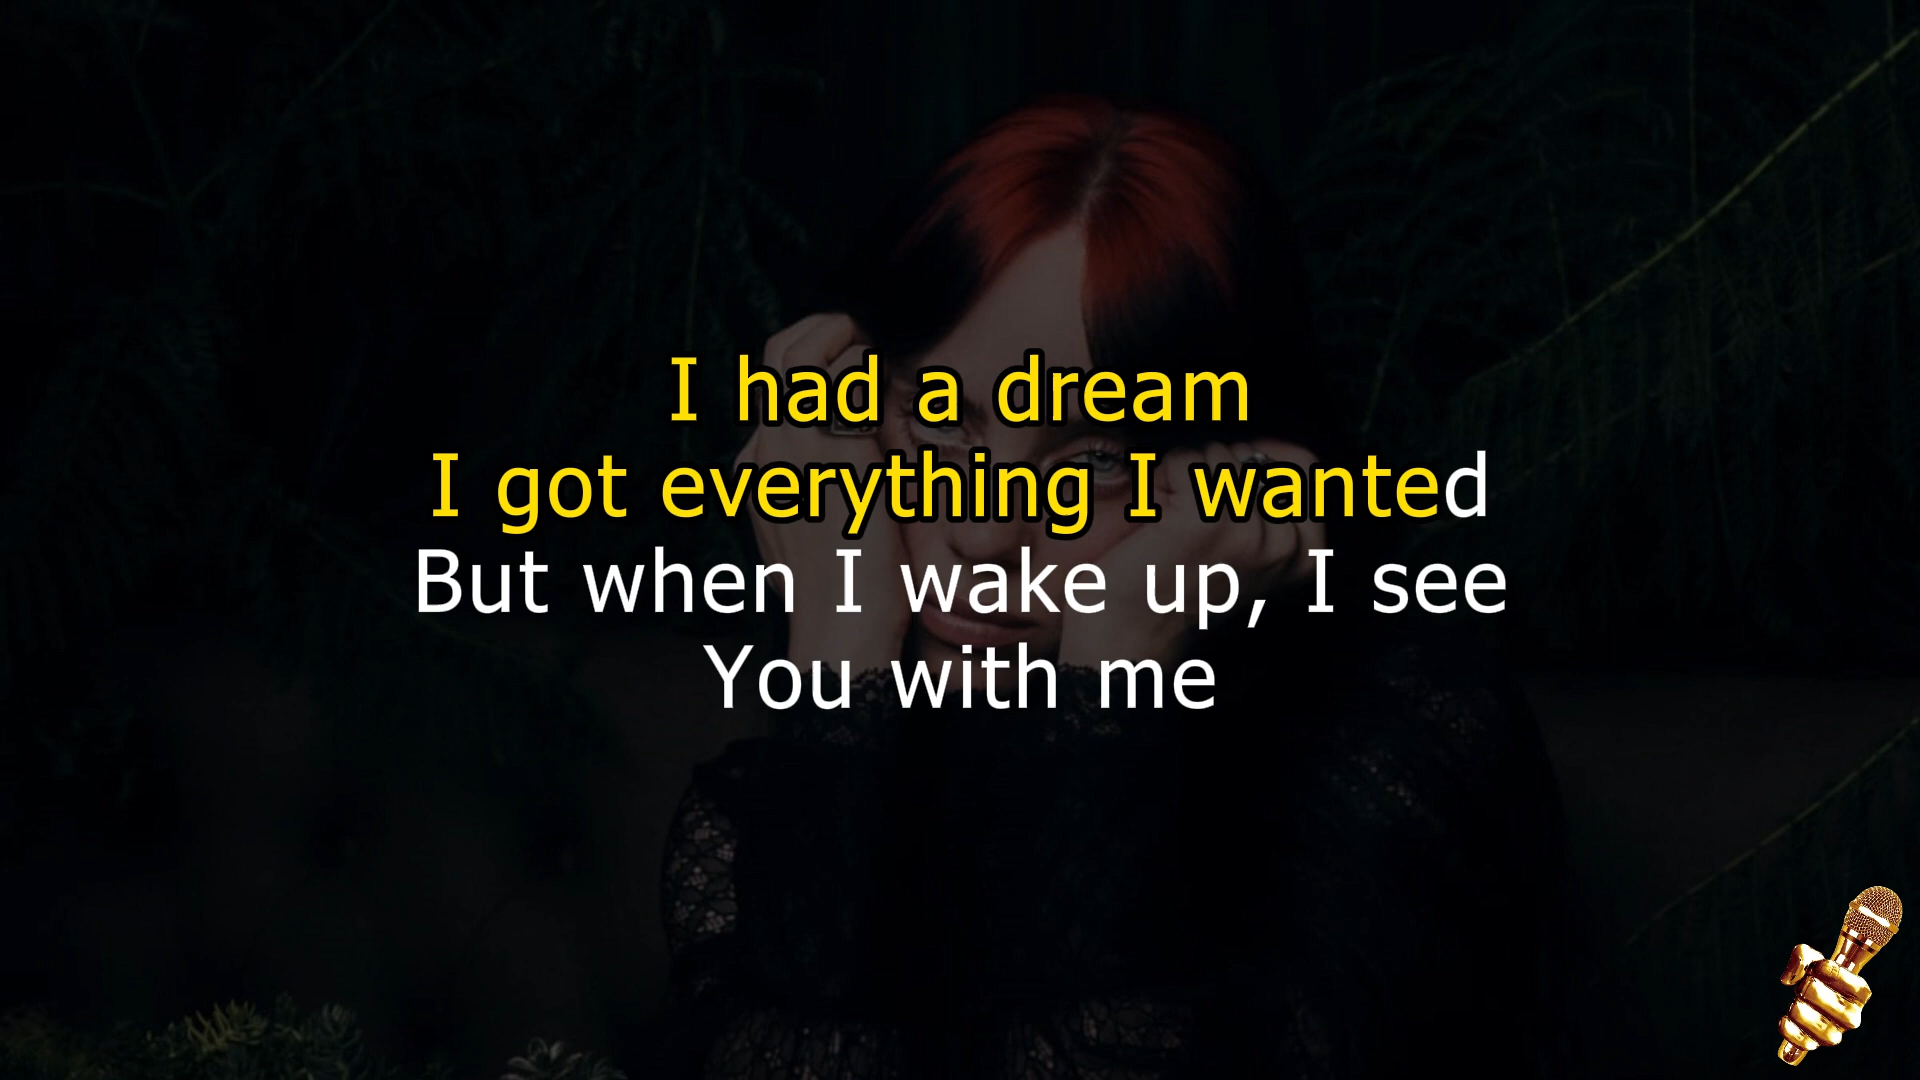 I had a dream
I got everything I wanted
But when I wake up, I see
You with me